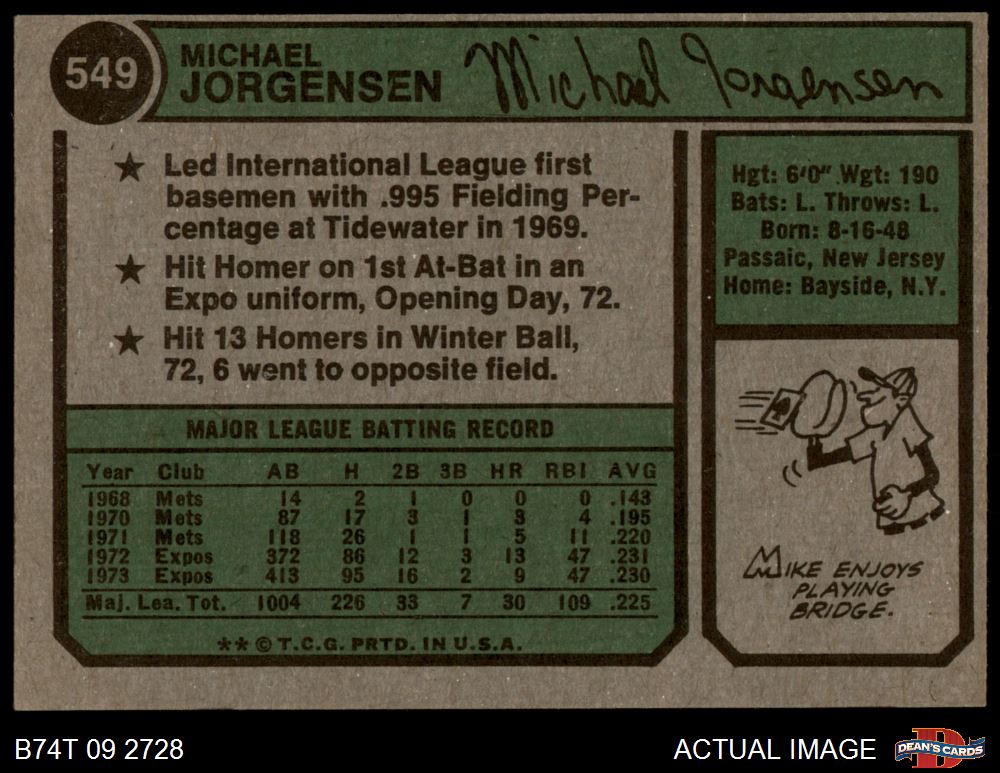 549
MICHAEL
JORGENSEN
Michael Jorgensen
★ Led International League first
basemen with .995 Fielding Per-
centage at Tidewater in 1969.
★ Hit Homer on 1st At-Bat in an
Expo uniform, Opening Day, 72.
★ Hit 13 Homers in Winter Ball,
72, 6 went to opposite field.
Hgt: 6'0" Wgt: 190
Bats: L. Throws: L.
Born: 8-16-48
Passaic, New Jersey
Home: Bayside, N.Y.
MAJOR LEAGUE BATTING RECORD
Year Club AB H 2B 3B HR RBI AVG
1968 Mets 14 2 1 0 0 0 .143
1970 Mets 87 17 3 1 3 4 .195
1971 Mets 118 26 1 1 5 11 .220
1972 Expos 372 86 12 3 13 47 .231
1973 Expos 413 95 16 2 9 47 .230
Maj. Lea. Tot. 1004 226 33 7 30 109 .225
** © T.C.G. PRTD. IN U.S.A.
MIKE ENJOYS
PLAYING
BRIDGE.
B74T 09 2728
ACTUAL IMAGE
D
DEAN'S CARDS